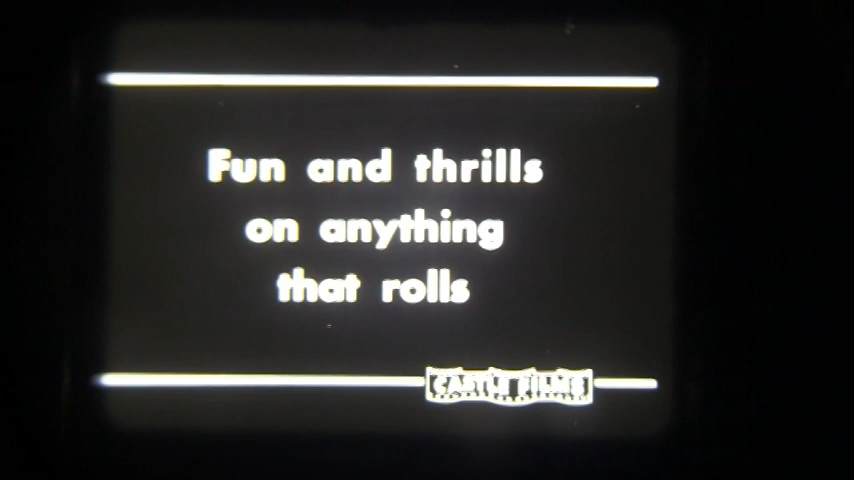 Fun and thrills
on anything
that rolls
CASTLE FILMS